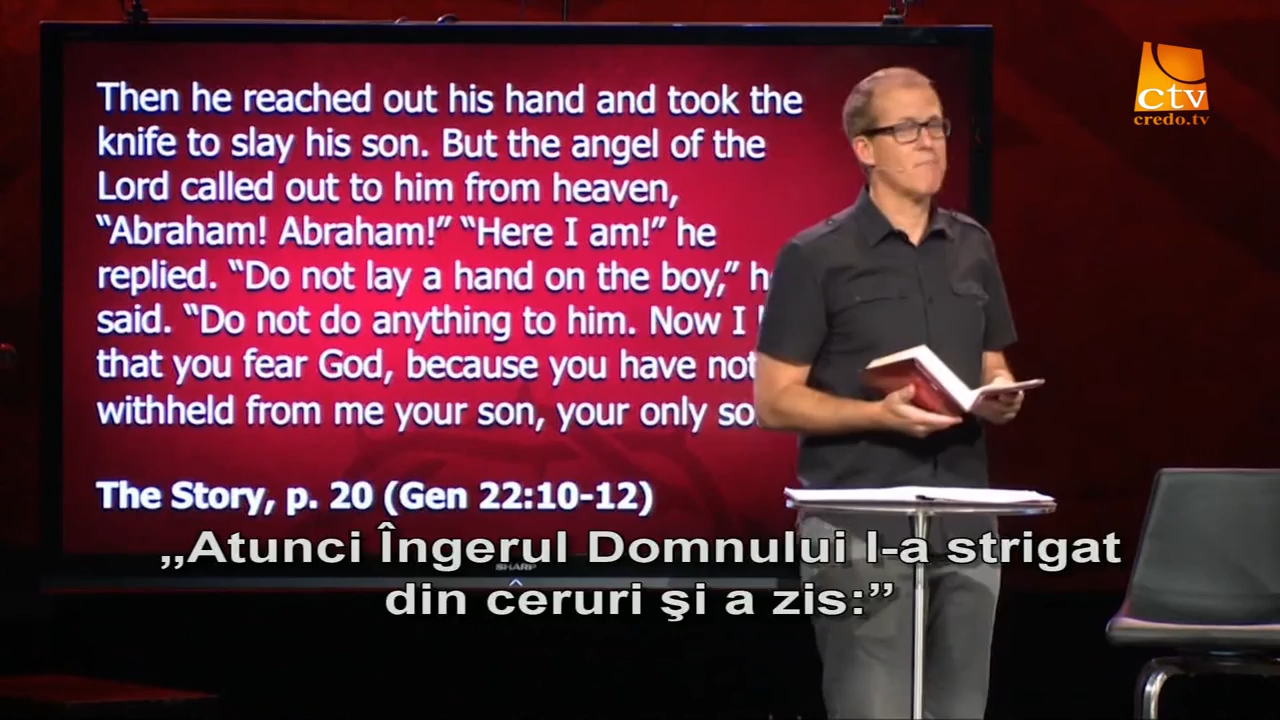 Then he reached out his hand and took the
knife to slay his son. But the angel of the
Lord called out to him from heaven,
“Abraham! Abraham!” “Here I am!” he
replied. “Do not lay a hand on the boy,”
said. “Do not do anything to him. Now I
that you fear God, because you have not
withheld from me your son, your only
The Story, p. 20 (Gen 22:10-12)
SHARP
„Atunci Îngerul Domnului l-a strigat
din ceruri şi a zis:”
ctv
credo.tv